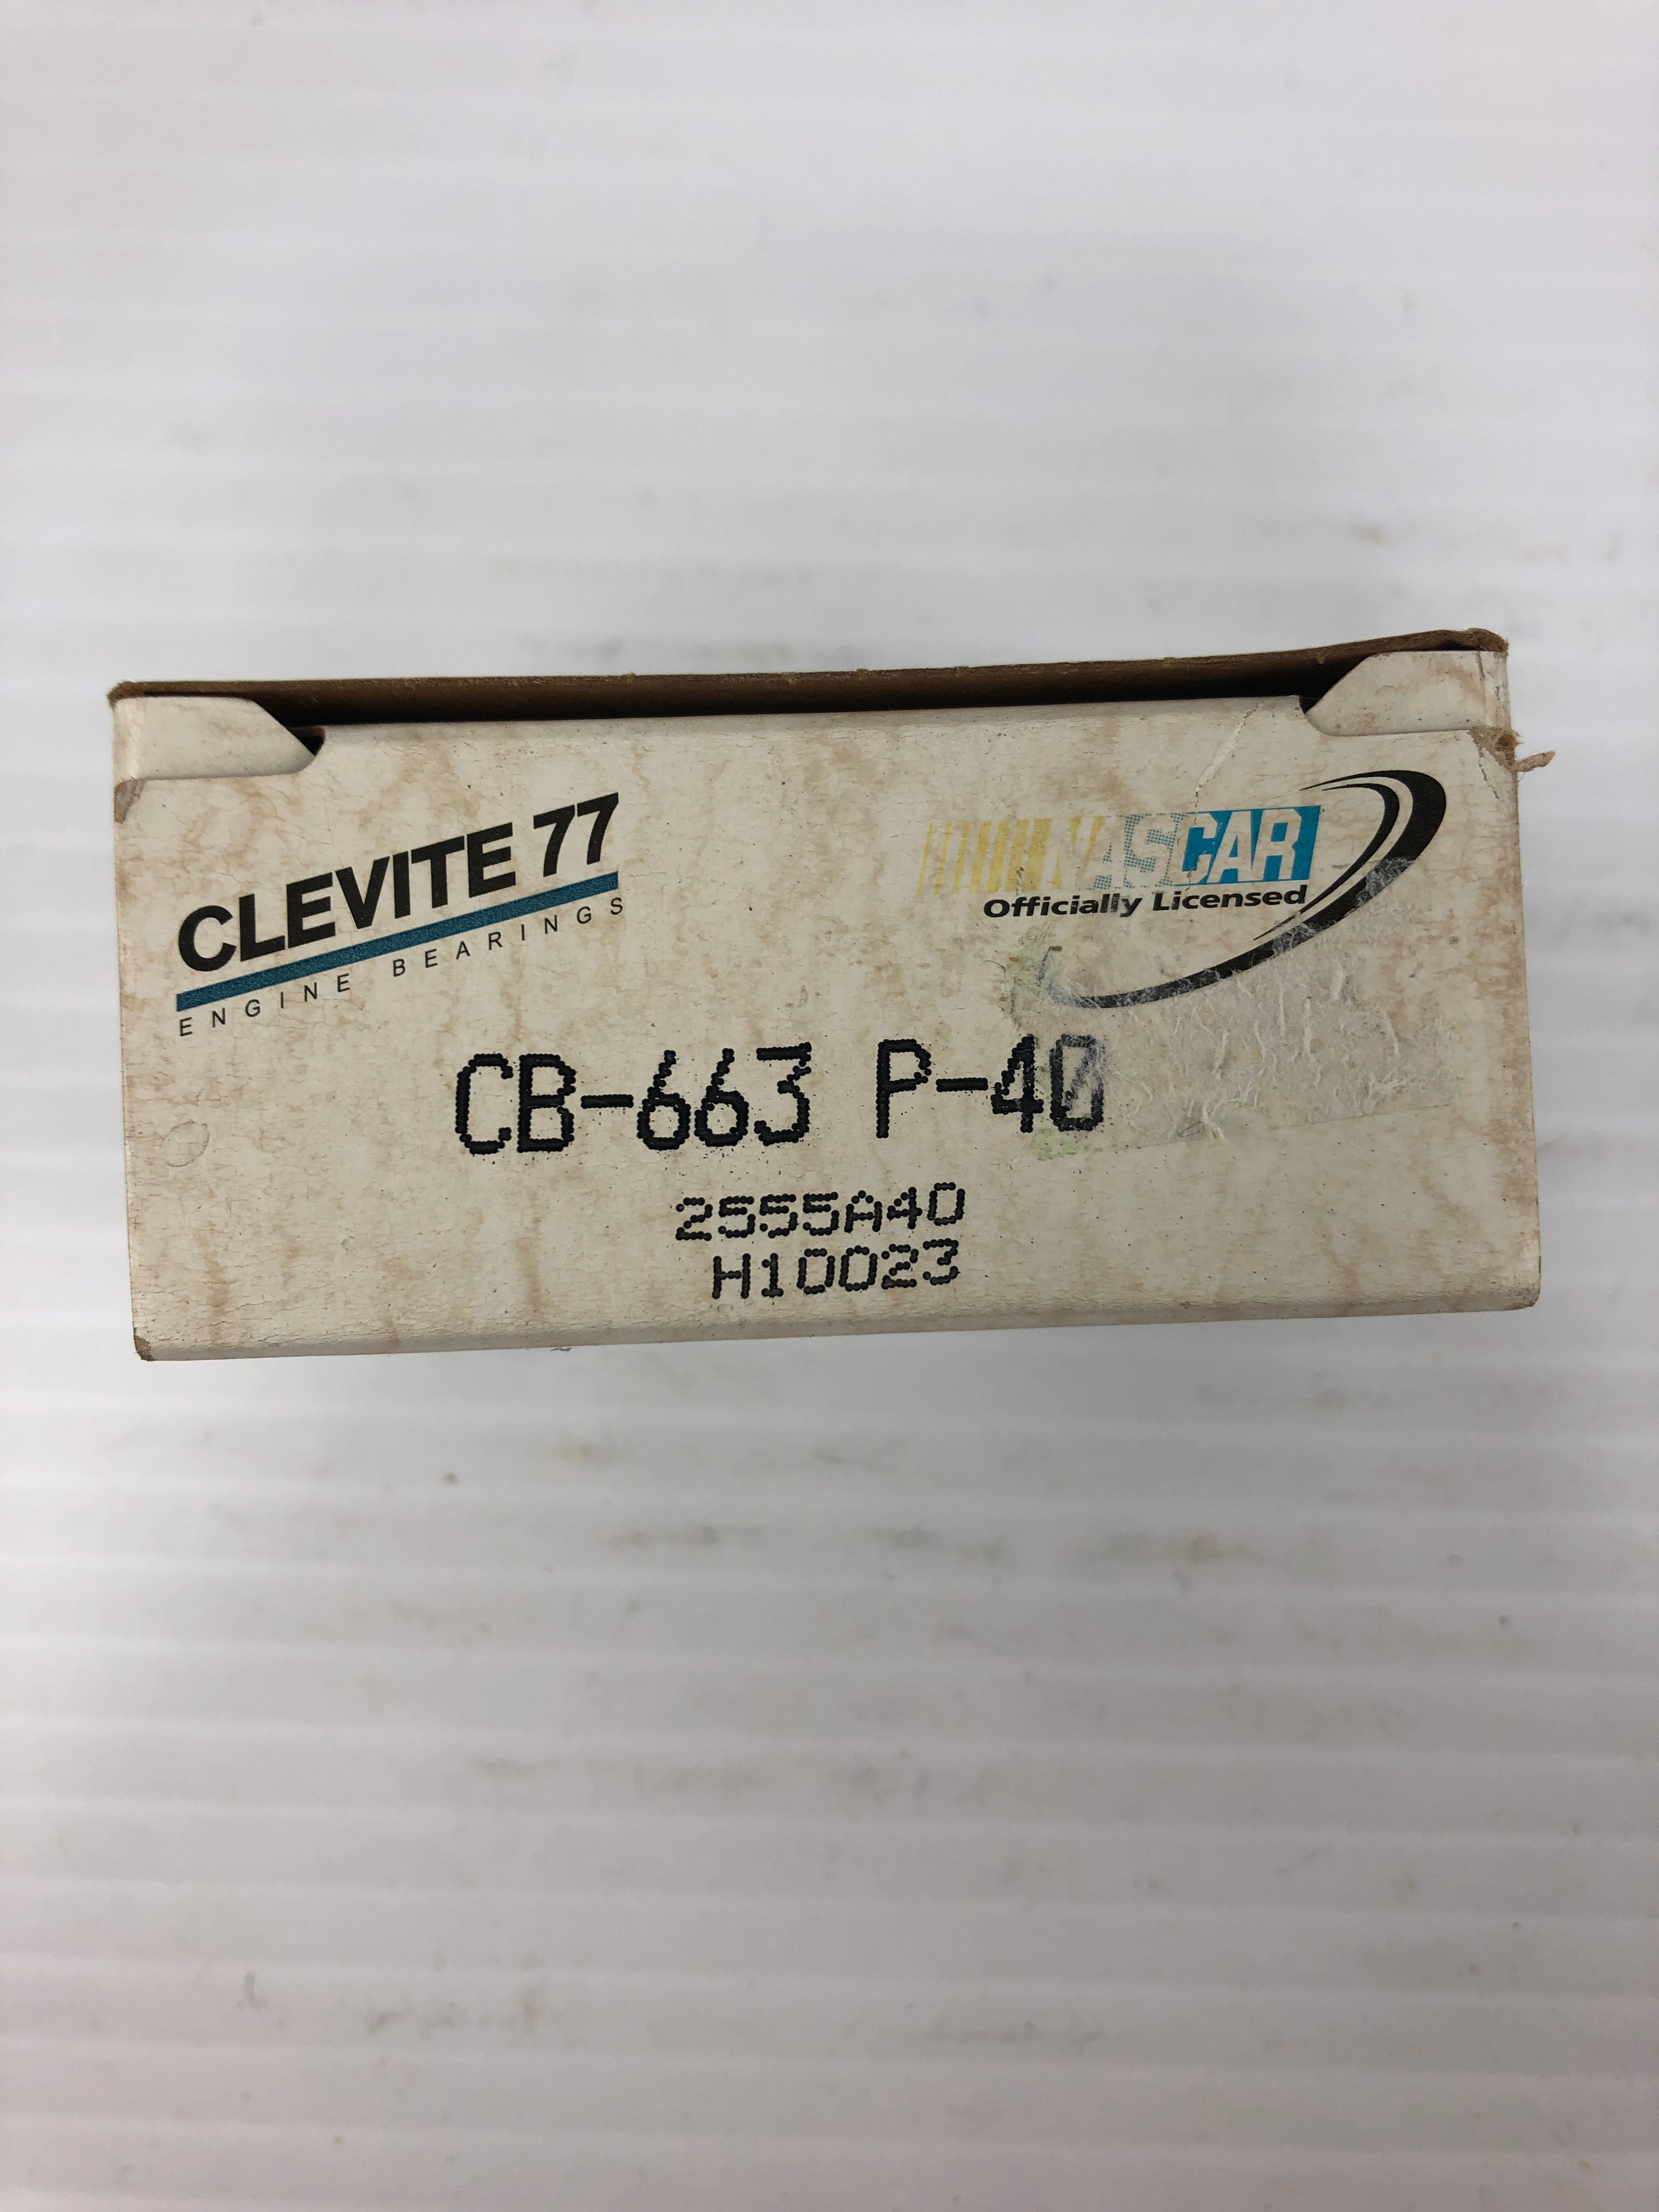 CLEVITE 77
ENGINE BEARINGS
NASCAR
Officially Licensed
CB-663 P-40
2555A40
H10023